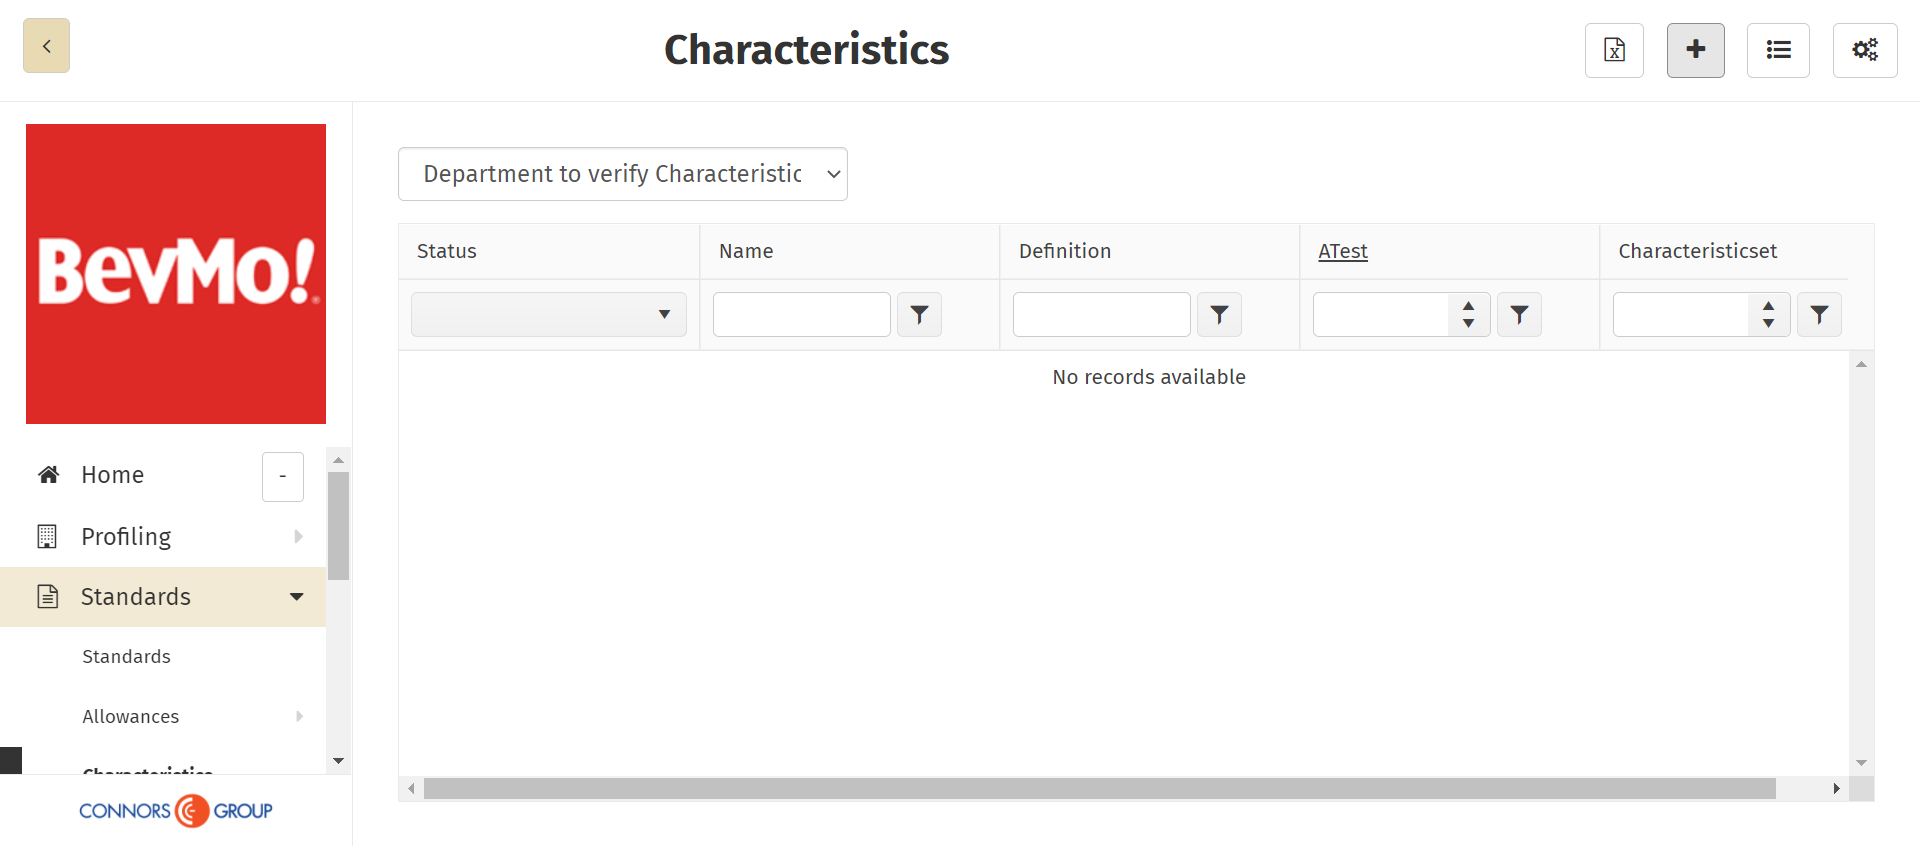 Characteristics
BevMo!
Home
-
Profiling
Standards
Standards
Allowances
Characteristics
CONNORS GROUP
Department to verify Characteristic
Status Name Definition ATest Characteristicset
No records available